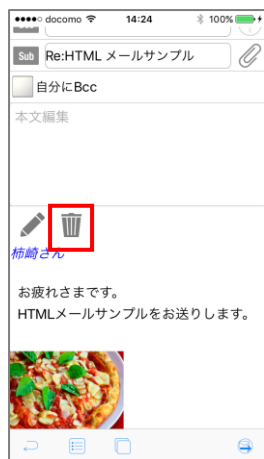 docomo 14:24 100%
Sub Re:HTML メールサンプル
自分にBcc
本文編集
柿崎さん
お疲れさまです。
HTMLメールサンプルをお送りします。